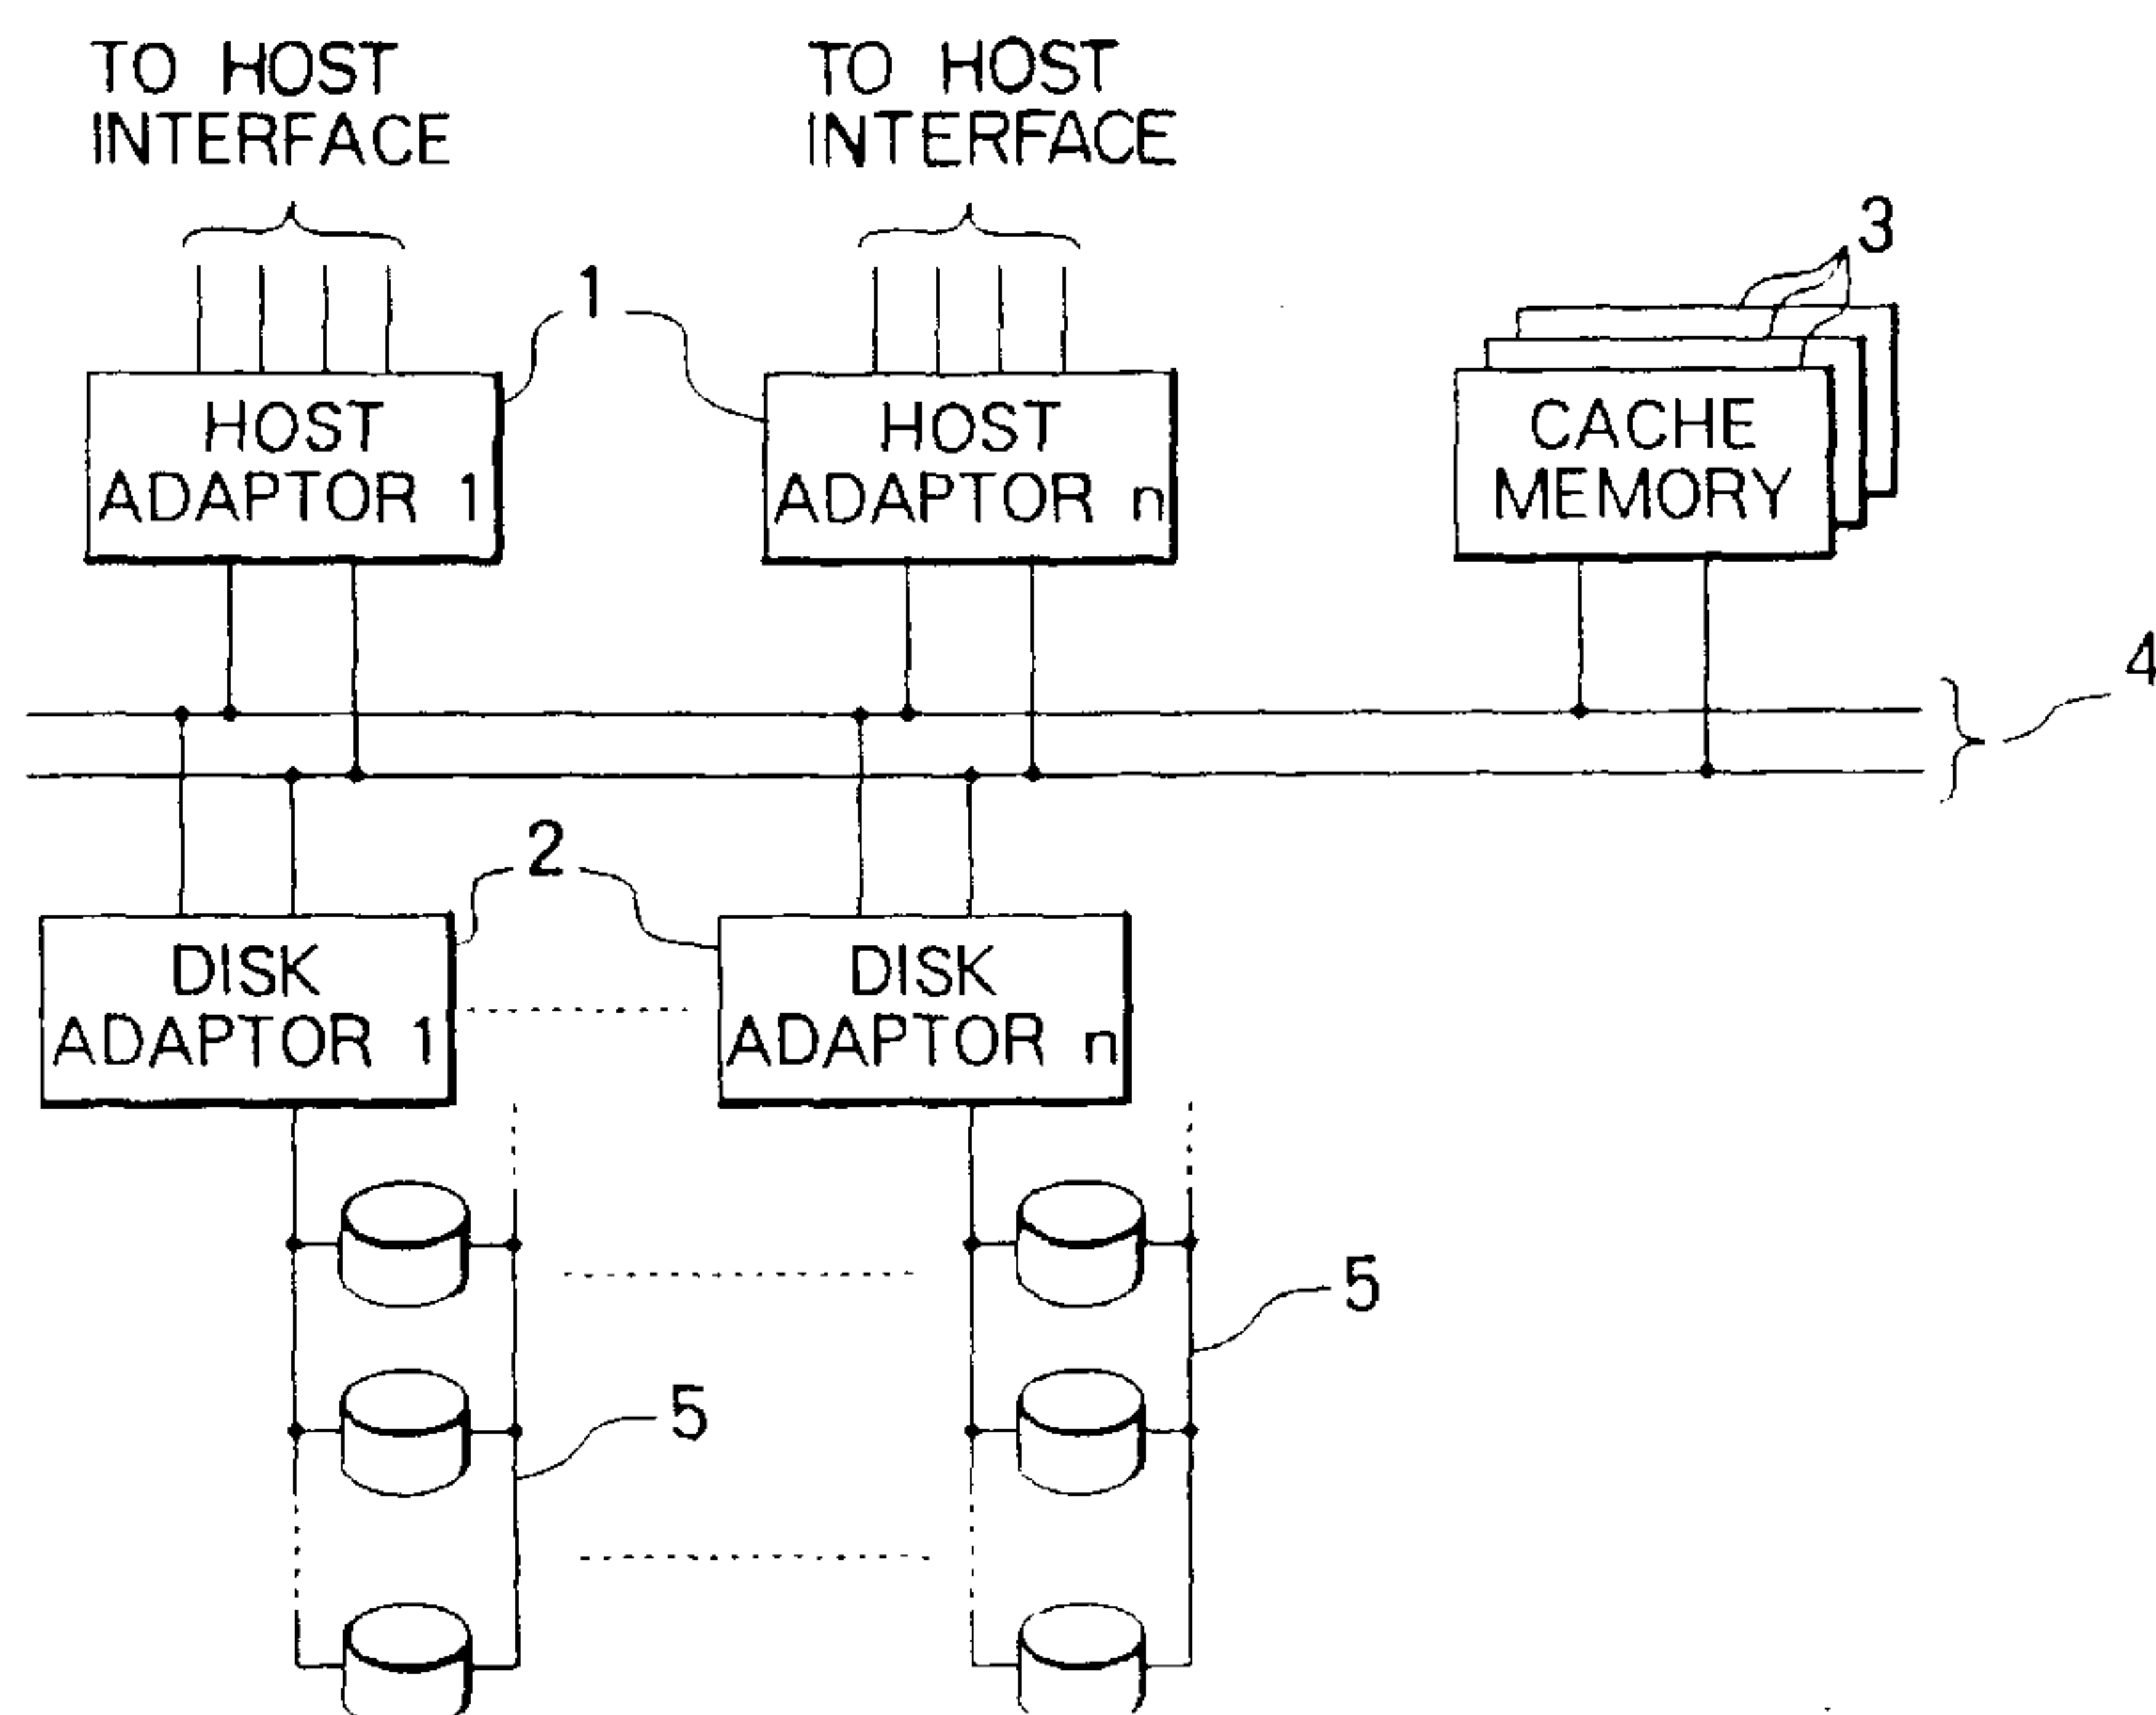 TO HOST
INTERFACE
TO HOST
INTERFACE
3
1
HOST
ADAPTOR 1
HOST
ADAPTOR n
CACHE
MEMORY
4
2
DISK
ADAPTOR 1
DISK
ADAPTOR n
5
5